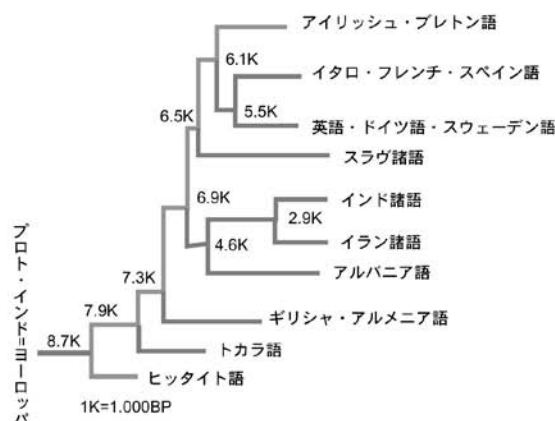 アイリッシュ・ブレトン語
6.1K
イタロ・フレンチ・スペイン語
5.5K
6.5K
英語・ドイツ語・スウェーデン語
スラヴ諸語
6.9K
インド諸語
2.9K
イラン諸語
4.6K
アルバニア語
7.3K
ギリシャ・アルメニア語
7.9K
トカラ語
8.7K
ヒッタイト語
プロト・インド=ヨーロッパ
1K=1.000BP